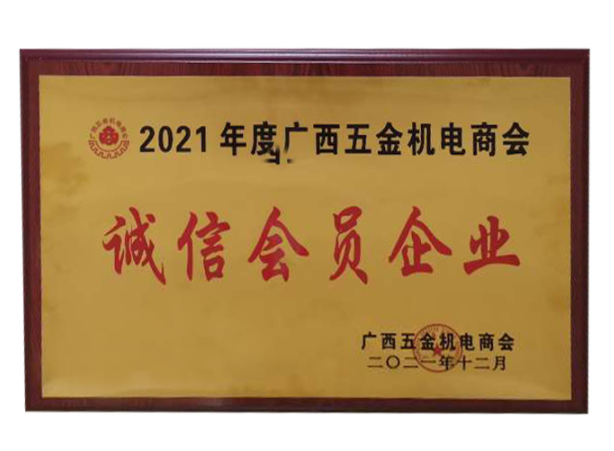 2021年度广西五金机电商会
诚信会员企业
广西五金机电商会
二〇二一年十二月